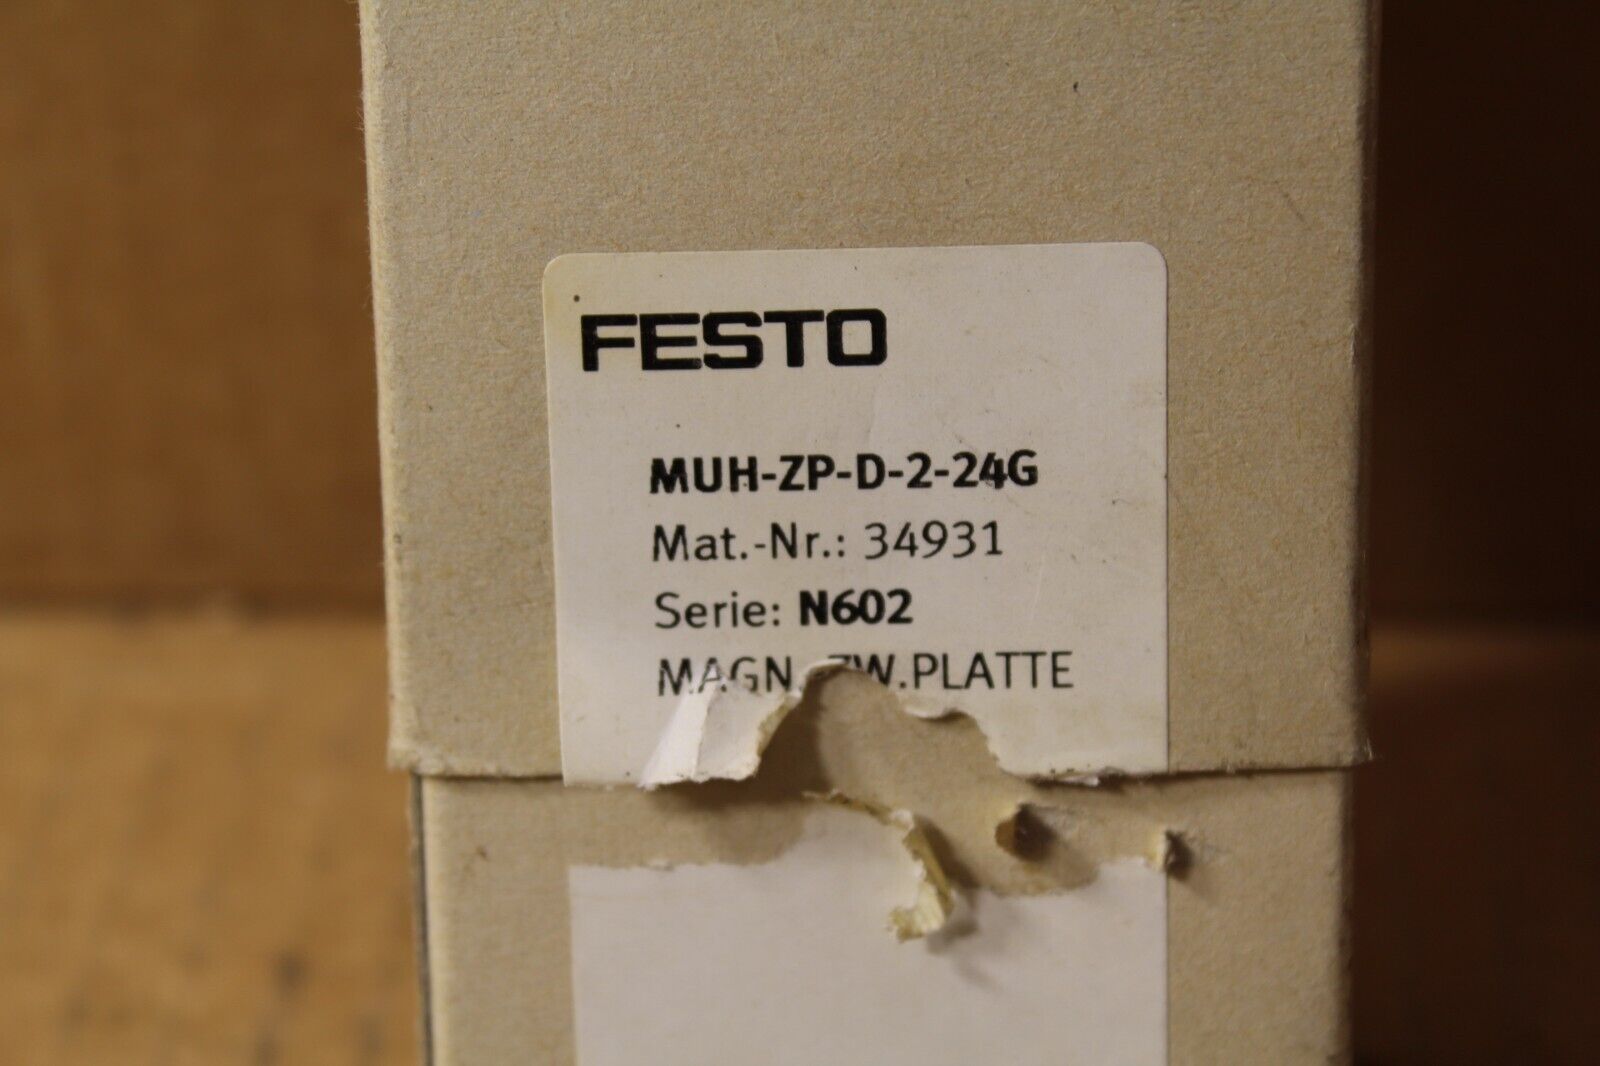 FESTO
MUH-ZP-D-2-24G
Mat.-Nr.: 34931
Serie: N602
MAGN.-ZW.PLATTE